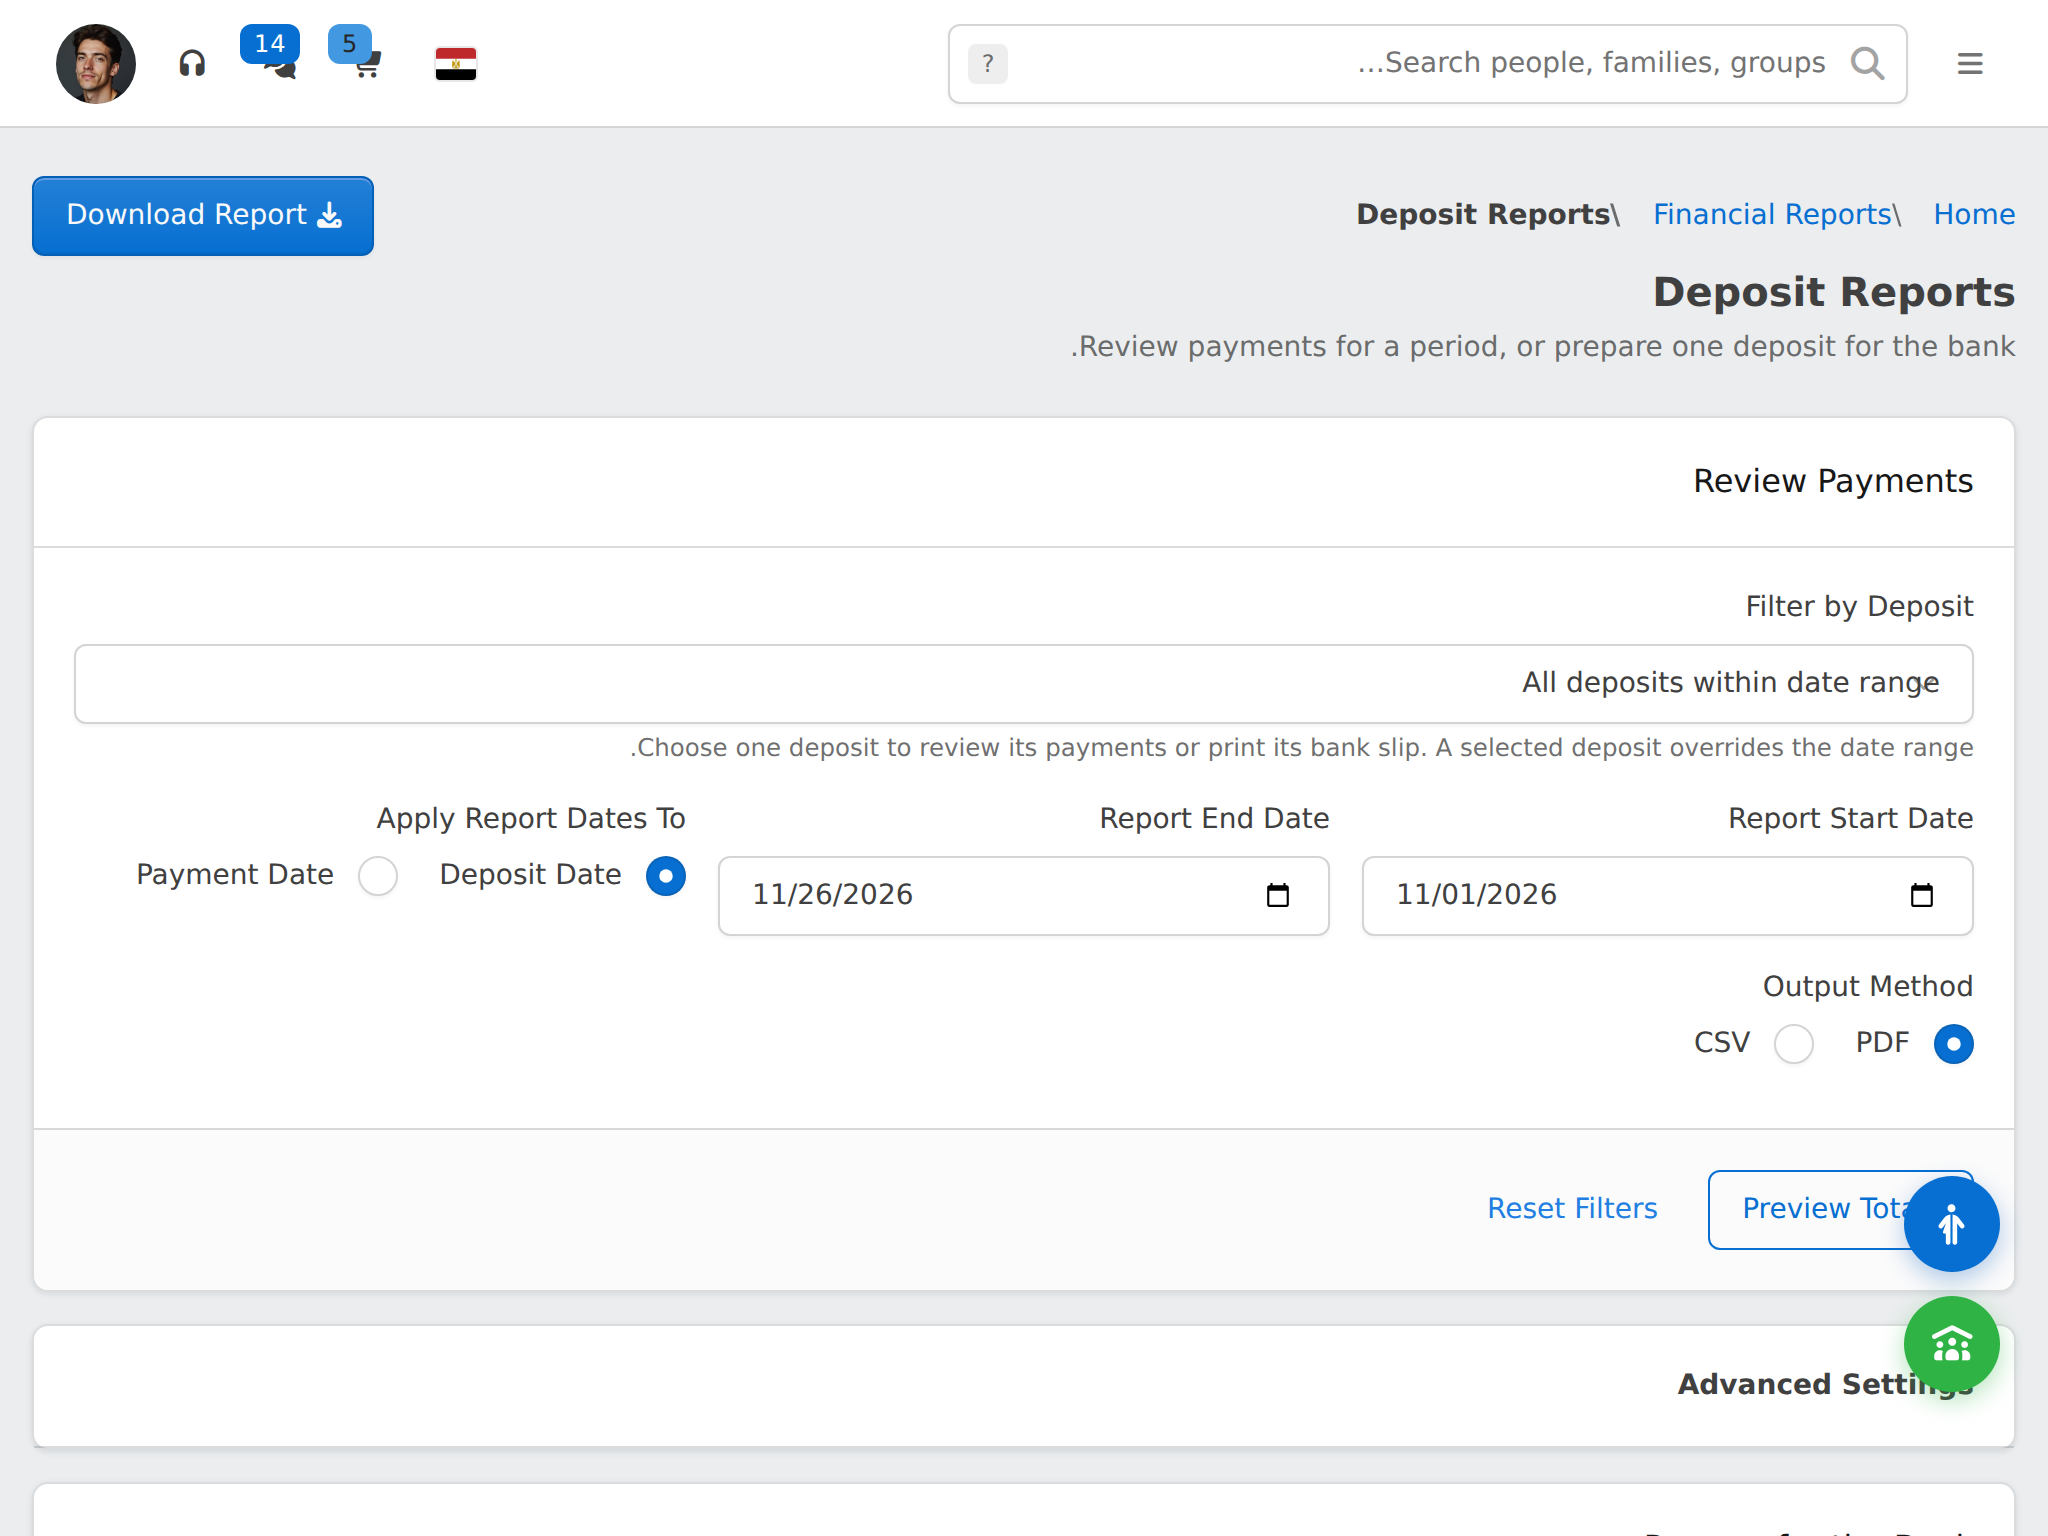 14
5
?
...Search people, families, groups
Download Report
Home
Financial Reports\
Deposit Reports\
Deposit Reports
.Review payments for a period, or prepare one deposit for the bank
Review Payments
Filter by Deposit
All deposits within date range
.Choose one deposit to review its payments or print its bank slip. A selected deposit overrides the date range
Report Start Date
11/01/2026
Report End Date
11/26/2026
Apply Report Dates To
Deposit Date
Payment Date
Output Method
PDF
CSV
Preview
Reset Filters
Advanced Settings